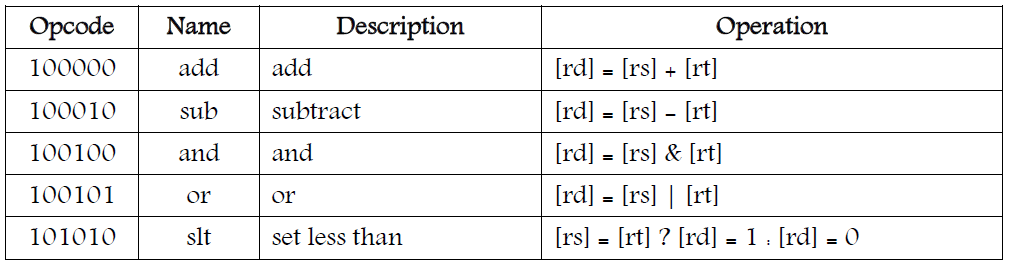 Opcode Name Description Operation
100000 add add [rd] = [rs] + [rt]
100010 sub subtract [rd] = [rs] – [rt]
100100 and and [rd] = [rs] & [rt]
100101 or or [rd] = [rs] | [rt]
101010 slt set less than [rs] = [rt] ? [rd] = 1 : [rd] = 0